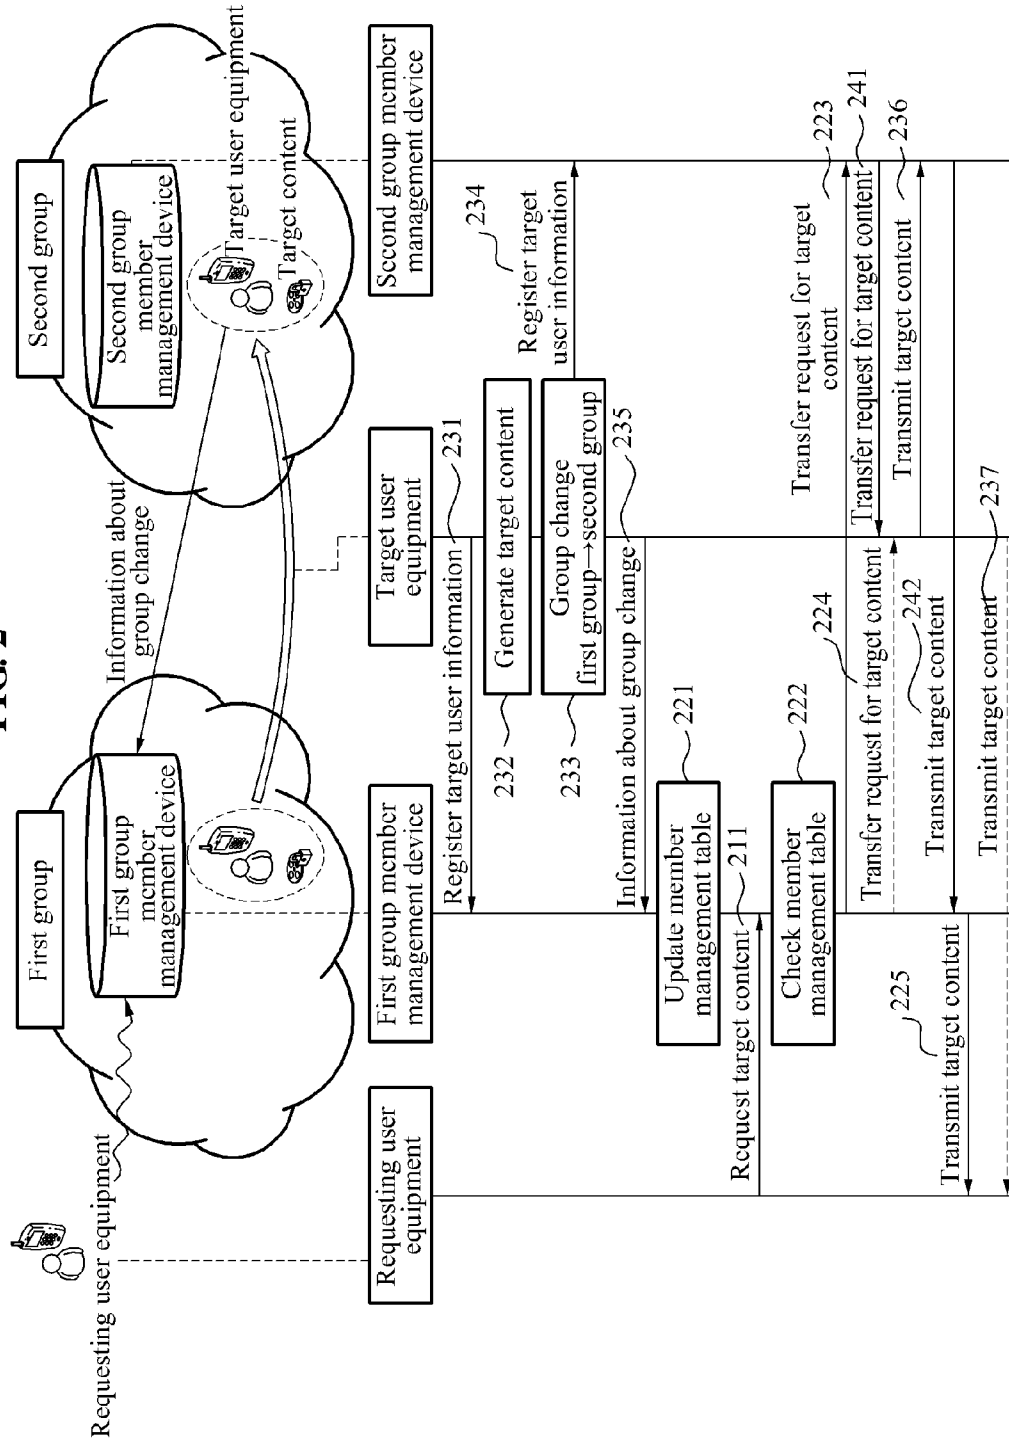 FIG. 2
Requesting user equipment
First group
First group
member
management device
Information about
group change
Second group
Second group
member
management device
Target user equipment
Target content
Requesting user
equipment
First group member
management device
Target user
equipment
Second group member
management device
Register target user information
231
232
Generate target content
233
Group change
first group→second group
234
Register target
user information
Information about group change
235
Update member
management table
221
Request target content
211
Check member
management table
222
Transfer request for target
content
223
Transfer request for target content
224
Transfer request for target content
241
Transmit target content
236
Transmit target content
242
Transmit target content
225
Transmit target content
237